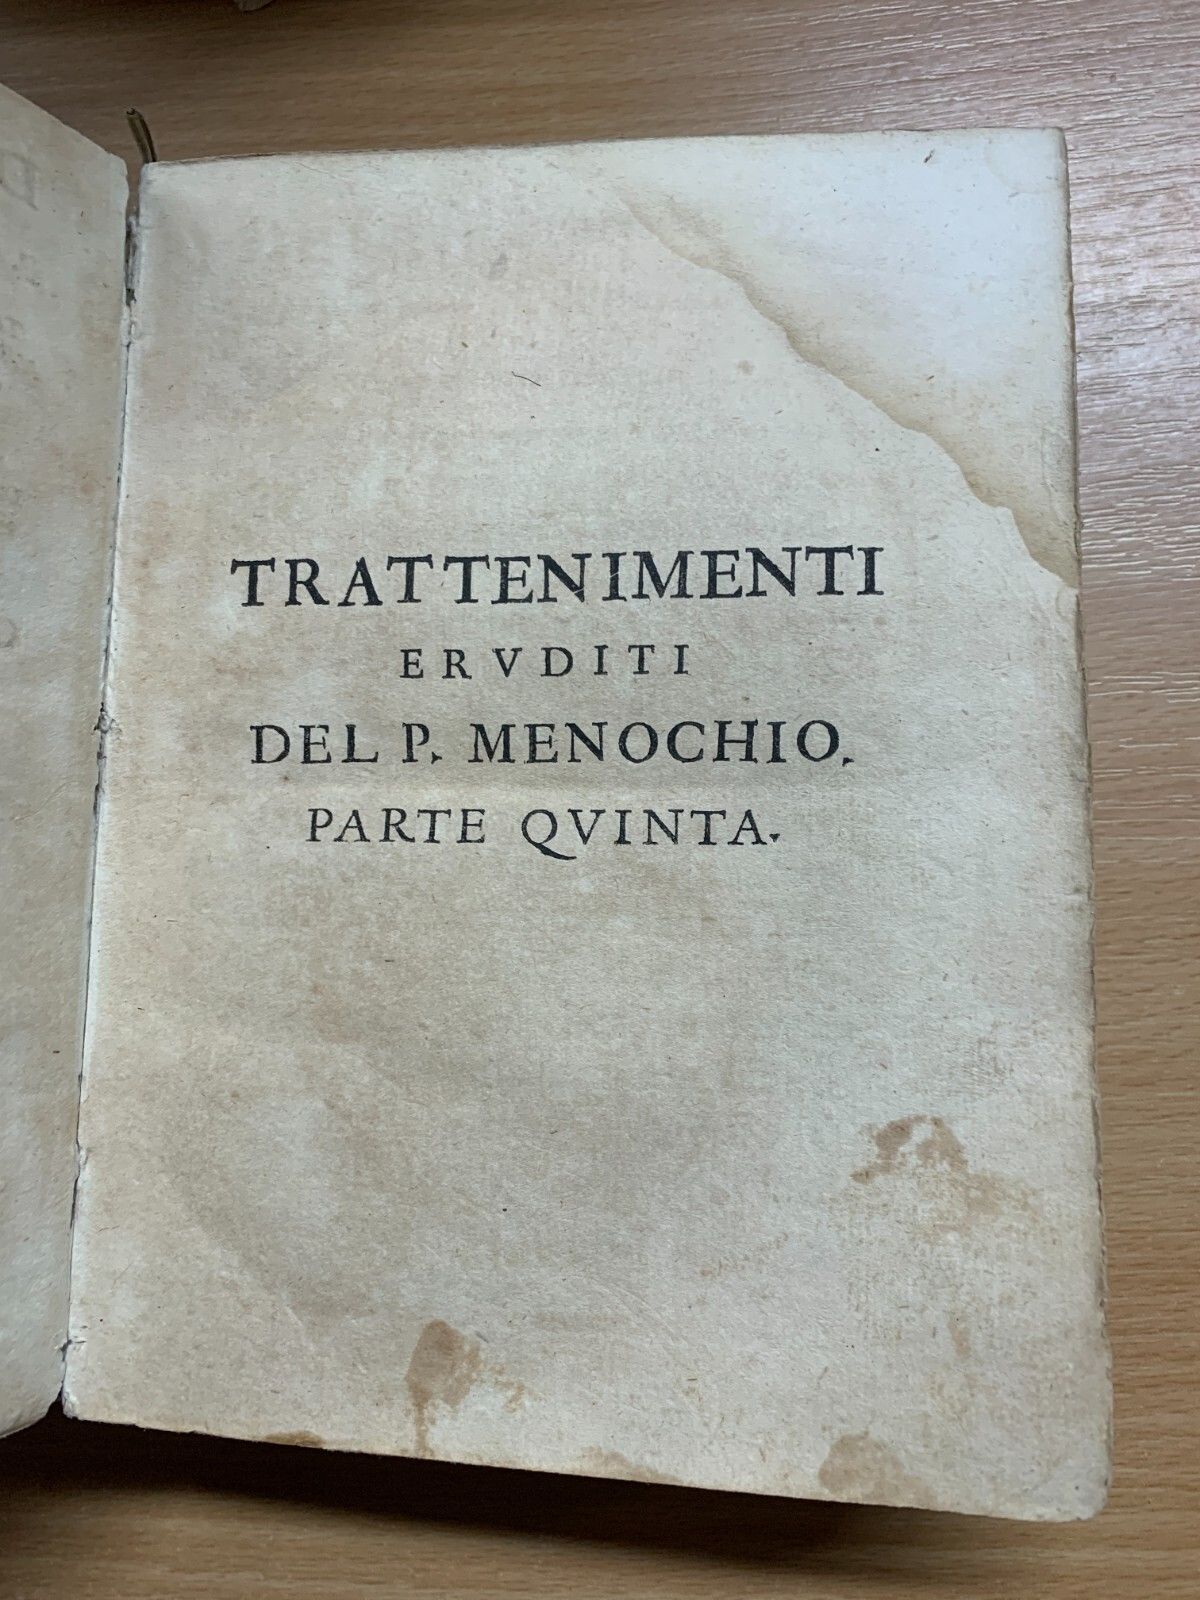 TRATTENIMENTI
ERVDITI
DEL P. MENOCHIO.
PARTE QVINTA.